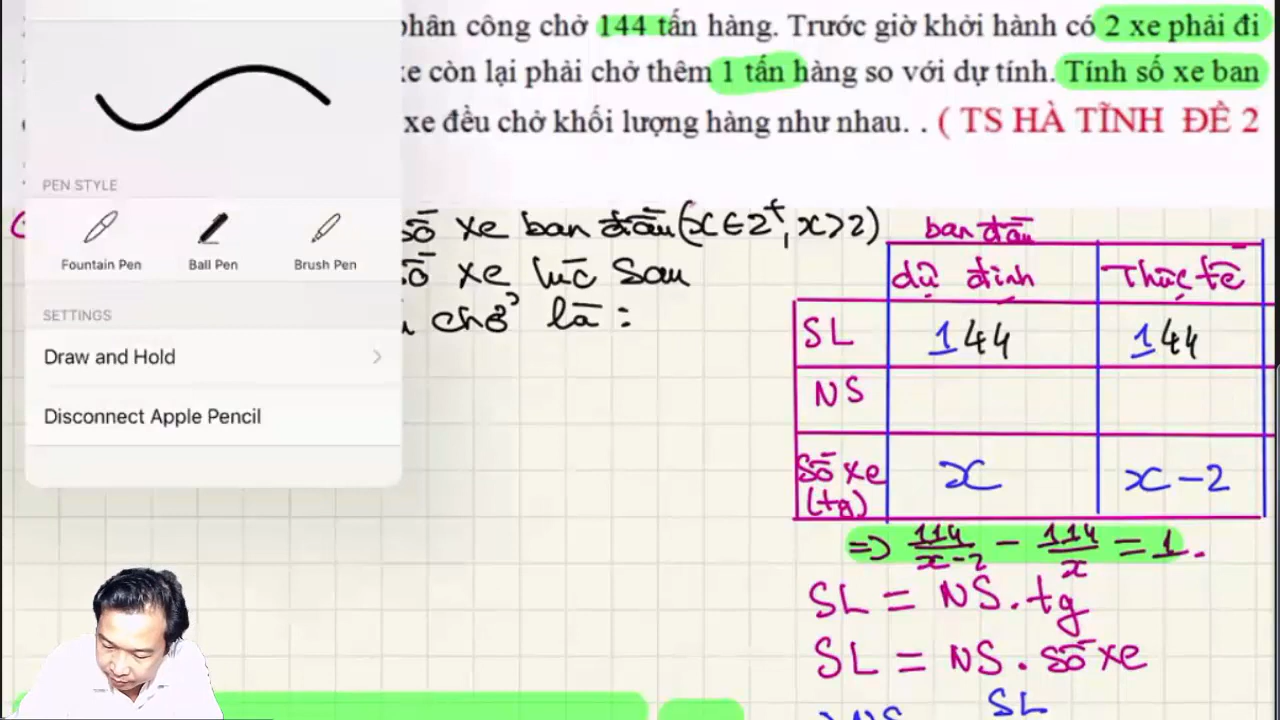 phân công chở 144 tấn hàng. Trước giờ khởi hành có 2 xe phải đi
xe còn lại phải chở thêm 1 tấn hàng so với dự tính. Tính số xe ban
xe đều chở khối lượng hàng như nhau. . ( TS HÀ TĨNH ĐỀ 2
PEN STYLE
Fountain Pen Ball Pen Brush Pen
SETTINGS
Draw and Hold
Disconnect Apple Pencil
số xe ban đầu (x ∈ Z⁺, x > 2)
số xe lúc sau
chở là :
ban đầu
dự định Thực tế
SL 144 144
NS
Số xe x x - 2
(tg)
=> 114/x-2 - 114/x = 1.
SL = NS . tg
SL = NS . số xe
NS SL